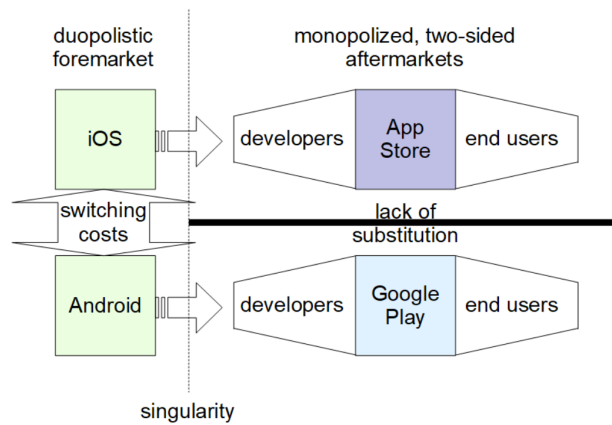 duopolistic
foremarket
monopolized, two-sided
aftermarkets
iOS
developers
App
Store
end users
switching
costs
lack of
substitution
Android
developers
Google
Play
end users
singularity